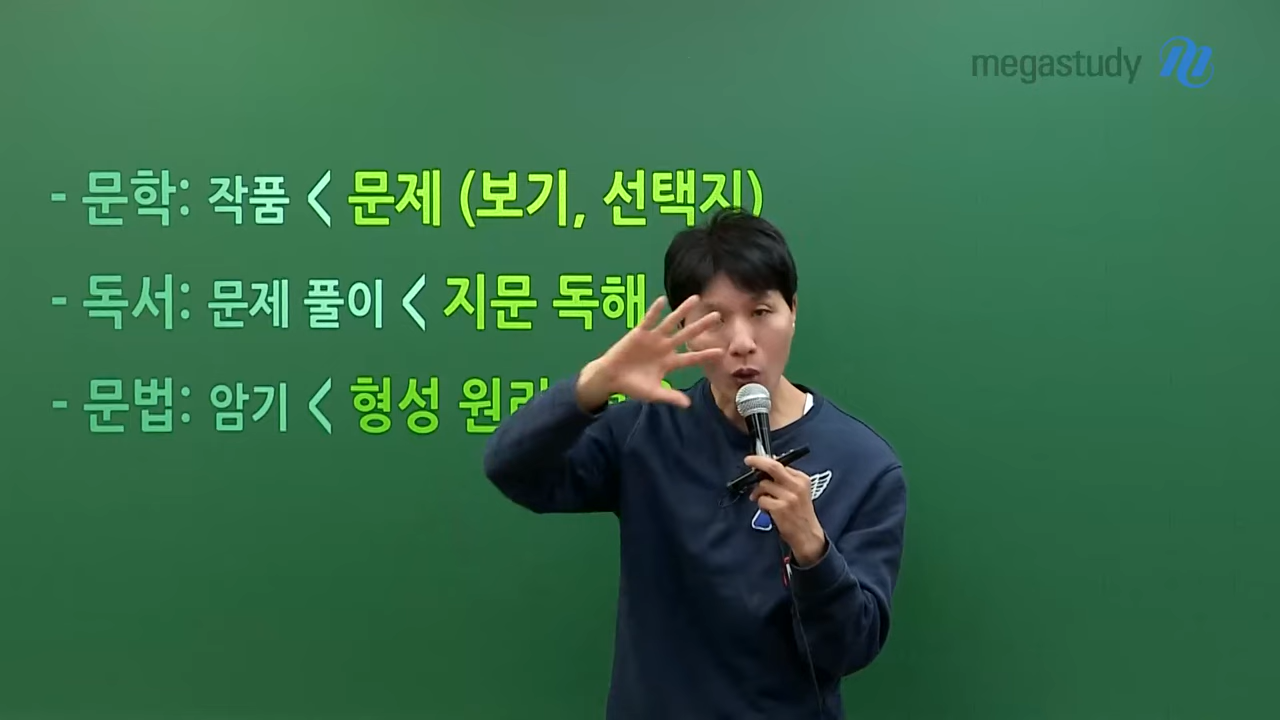 megastudy
- 문학: 작품 < 문제 (보기, 선택지)
- 독서: 문제 풀이 < 지문 독해
- 문법: 암기 < 형성